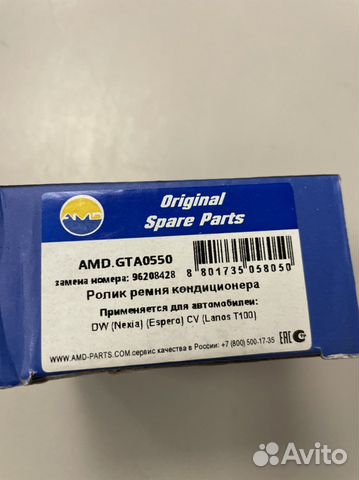 AMD
Original
Spare Parts
AMD.GTA0550
замена номера: 96208428
8 801735 058050
Ролик ремня кондиционера
Применяется для автомобилей:
DW (Nexia) (Espero) CV (Lanos T100)
WWW.AMD-PARTS.COM сервис качества в России: +7 (800) 500-17-35
EAC
Avito